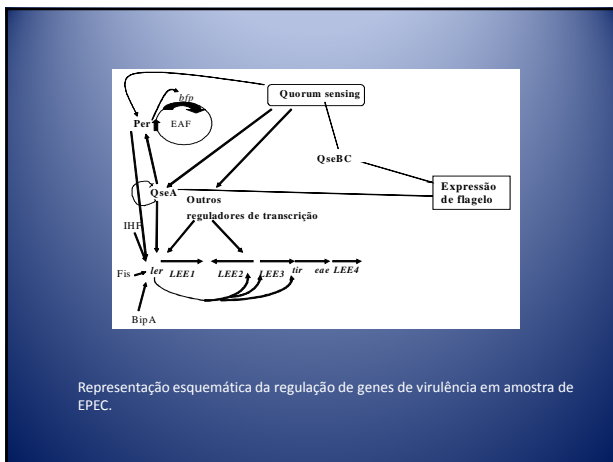 Quorum sensing
bfp
Per
EAF
QseBC
QseA
Expressão
de flagelo
Outros
reguladores de transcrição
IHF
Fis
ler LEE1 LEE2 LEE3 tir eae LEE4
BipA
Representação esquemática da regulação de genes de virulência em amostra de
EPEC.